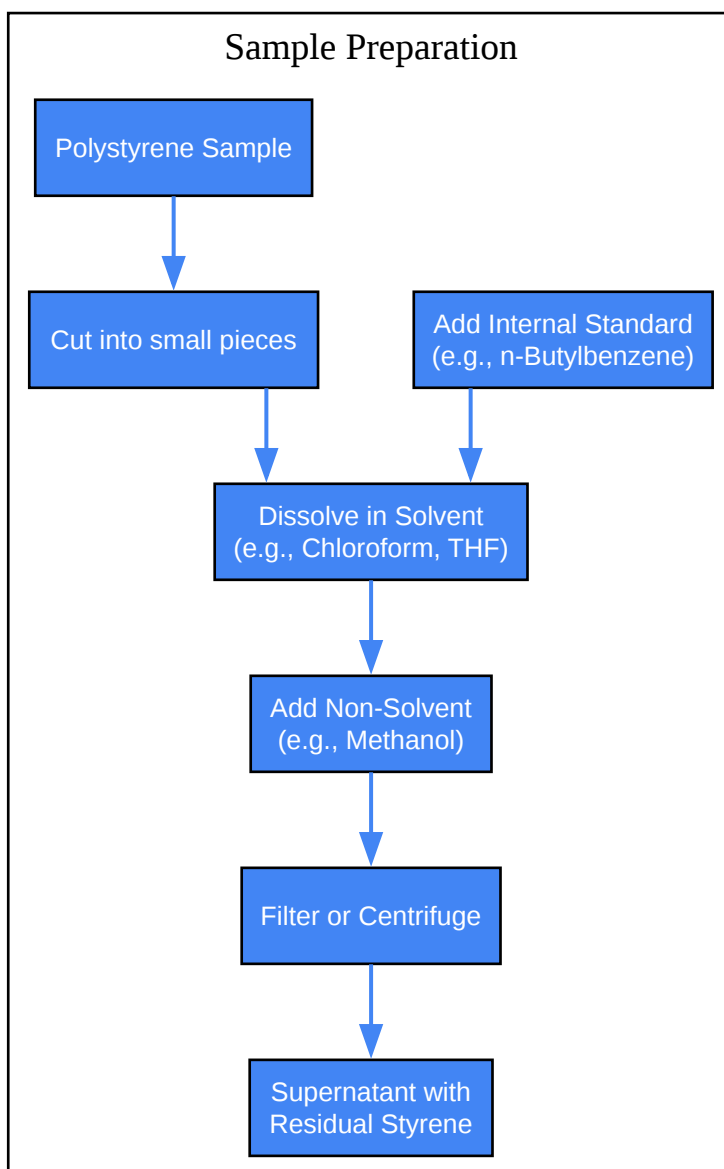 Sample Preparation
Polystyrene Sample
Cut into small pieces
Add Internal Standard
(e.g., n-Butylbenzene)
Dissolve in Solvent
(e.g., Chloroform, THF)
Add Non-Solvent
(e.g., Methanol)
Filter or Centrifuge
Supernatant with
Residual Styrene